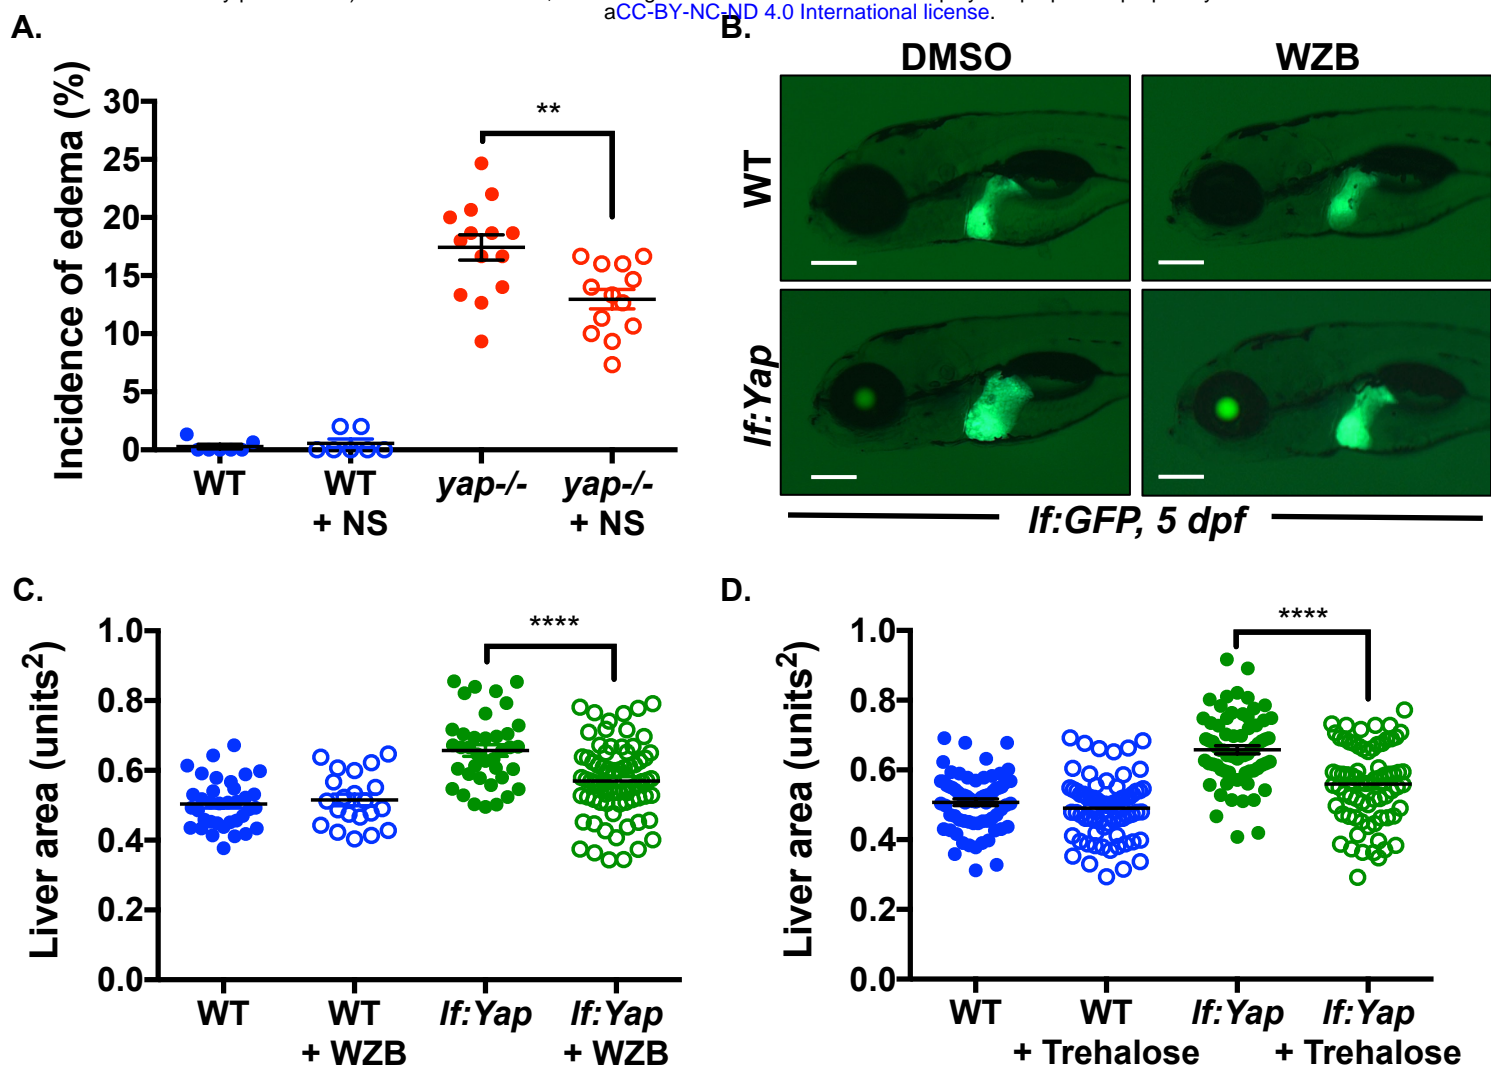 aCC-BY-NC-ND 4.0 International license.
A.
Incidence of edema (%)
30
25
20
15
10
5
0
**
WT
WT
+ NS
yap-/-
yap-/-
+ NS
B.
DMSO
WZB
WT
lf:Yap
lf:GFP, 5 dpf
C.
Liver area (units²)
1.0
0.8
0.6
0.4
0.2
0.0
****
WT
WT
+ WZB
lf:Yap
lf:Yap
+ WZB
D.
Liver area (units²)
1.0
0.8
0.6
0.4
0.2
0.0
****
WT
WT
+ Trehalose
lf:Yap
lf:Yap
+ Trehalose